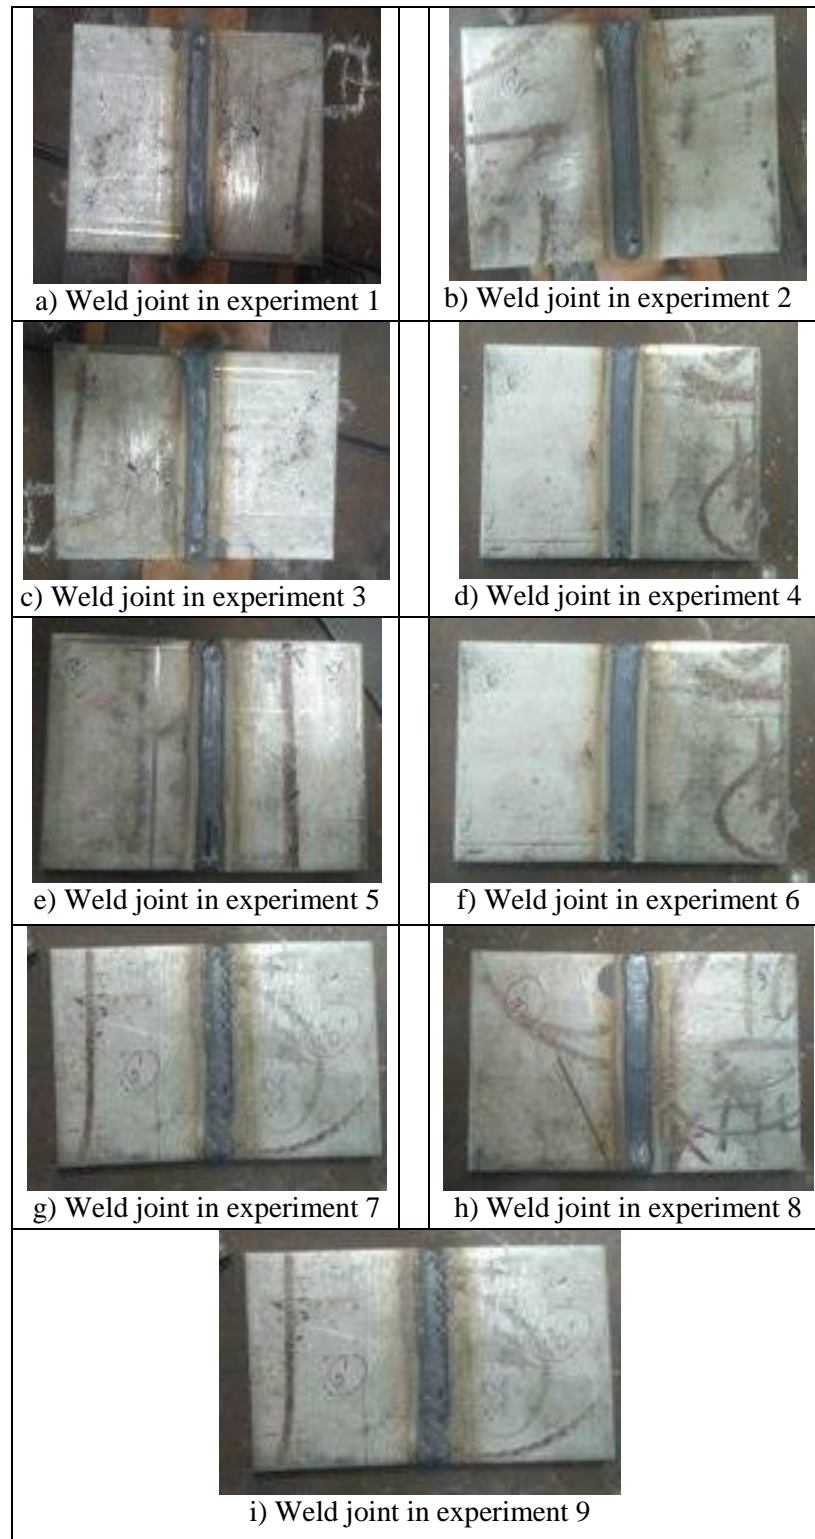 a) Weld joint in experiment 1
b) Weld joint in experiment 2
c) Weld joint in experiment 3
d) Weld joint in experiment 4
e) Weld joint in experiment 5
f) Weld joint in experiment 6
g) Weld joint in experiment 7
h) Weld joint in experiment 8
i) Weld joint in experiment 9